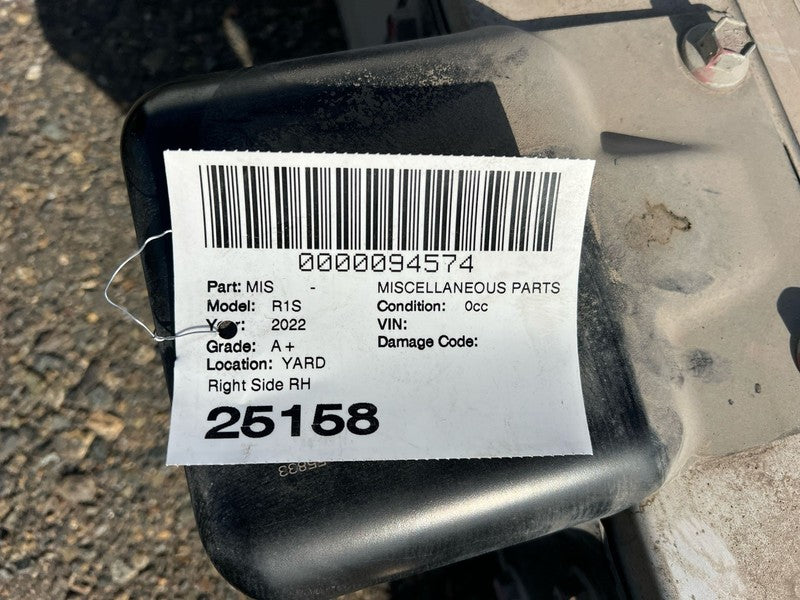 0000094574
Part: MIS - MISCELLANEOUS PARTS
Model: R1S Condition: 0cc
Year: 2022 VIN:
Grade: A+ Damage Code:
Location: YARD
Right Side RH
25158
55833